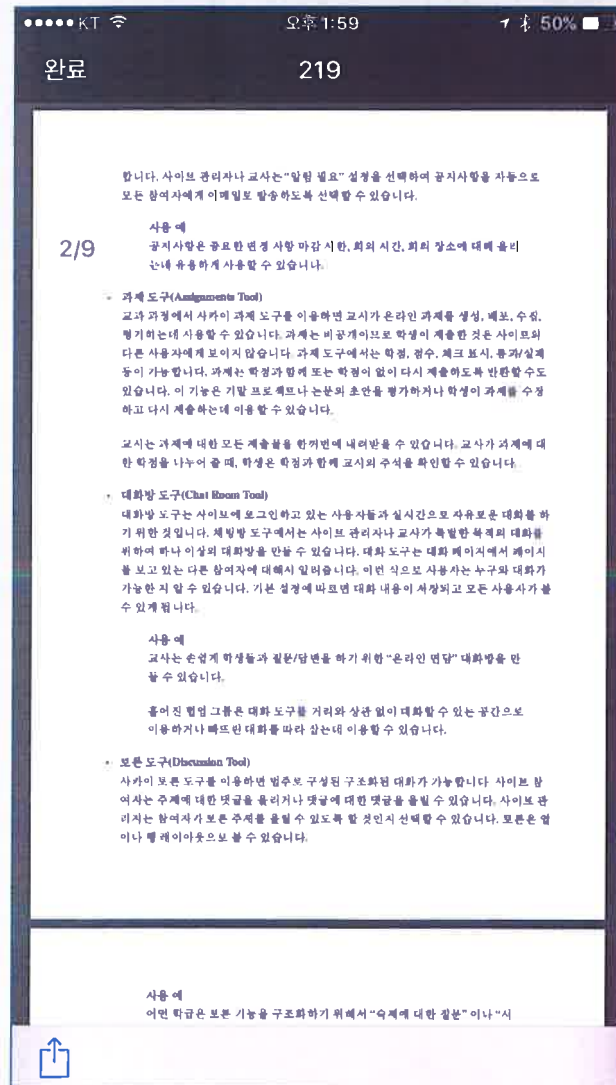 KT 오후 1:59 50%
완료 219
합니다. 사이트 관리자나 교사는 “알림 필요” 설정을 선택하여 공지사항을 자동으로
모든 참여자에게 이메일로 발송하도록 선택할 수 있습니다.
사용 예
2/9
공지사항은 중요한 변경 사항 마감 시한, 회의 시간, 회의 장소에 대해 올리
는데 유용하게 사용할 수 있습니다.
과제 도구(Assignments Tool)
교과 과정에서 사카이 과제 도구를 이용하면 교사가 온라인 과제를 생성, 배포, 수집,
평가하는데 사용할 수 있습니다. 과제는 비공개이므로 학생이 제출한 것은 사이트의
다른 사용자에게 보이지 않습니다. 과제 도구에서는 학점, 점수, 체크 표시, 통과/실패
등이 가능합니다. 과제는 학점과 함께 또는 학점이 없이 다시 제출하도록 반환할 수도
있습니다. 이 기능은 기말 프로젝트나 논문의 초안을 평가하거나 학생이 과제를 수정
하고 다시 제출하는데 이용할 수 있습니다.
교사는 과제에 대한 모든 제출물을 한꺼번에 내려받을 수 있습니다. 교사가 과제에 대
한 학점을 나누어 줄 때, 학생은 학점과 함께 교사의 주석을 확인할 수 있습니다.
대화방 도구(Chat Room Tool)
대화방 도구는 사이트에 로그인하고 있는 사용자들과 실시간으로 자유로운 대화를 하
기 위한 것입니다. 채팅방 도구에서는 사이트 관리자나 교사가 특별한 목적의 대화를
위하여 하나 이상의 대화방을 만들 수 있습니다. 대화 도구는 대화 페이지에서 페이지
를 보고 있는 다른 참여자에 대해서 알려줍니다. 이런 식으로 사용자는 누구와 대화가
가능한 지 알 수 있습니다. 기본 설정에 따르면 대화 내용이 저장되고 모든 사용자가 볼
수 있게 됩니다.
사용 예
교사는 손쉽게 학생들과 질문/답변을 하기 위한 “온라인 면담” 대화방을 만
들 수 있습니다.
흩어진 협업 그룹은 대화 도구를 거리와 상관 없이 대화할 수 있는 공간으로
이용하거나 빠뜨린 대화를 따라 잡는데 이용할 수 있습니다.
토론 도구(Discussion Tool)
사카이 토론 도구를 이용하면 범주로 구성된 구조화된 대화가 가능합니다 사이트 참
여자는 주제에 대한 댓글을 올리거나 댓글에 대한 댓글을 올릴 수 있습니다. 사이트 관
리자는 참여자가 토론 주제를 올릴 수 있도록 할 것인지 선택할 수 있습니다. 토론은 열
이나 행 레이아웃으로 볼 수 있습니다.
사용 예
어떤 학급은 토론 기능을 구조화하기 위해서 “숙제에 대한 질문” 이나 “시